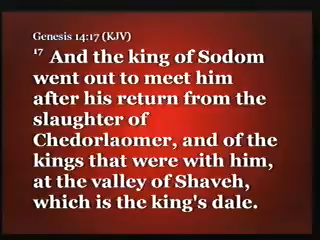 Genesis 14:17 (KJV)
17 And the king of Sodom
went out to meet him
after his return from the
slaughter of
Chedorlaomer, and of the
kings that were with him,
at the valley of Shaveh,
which is the king's dale.